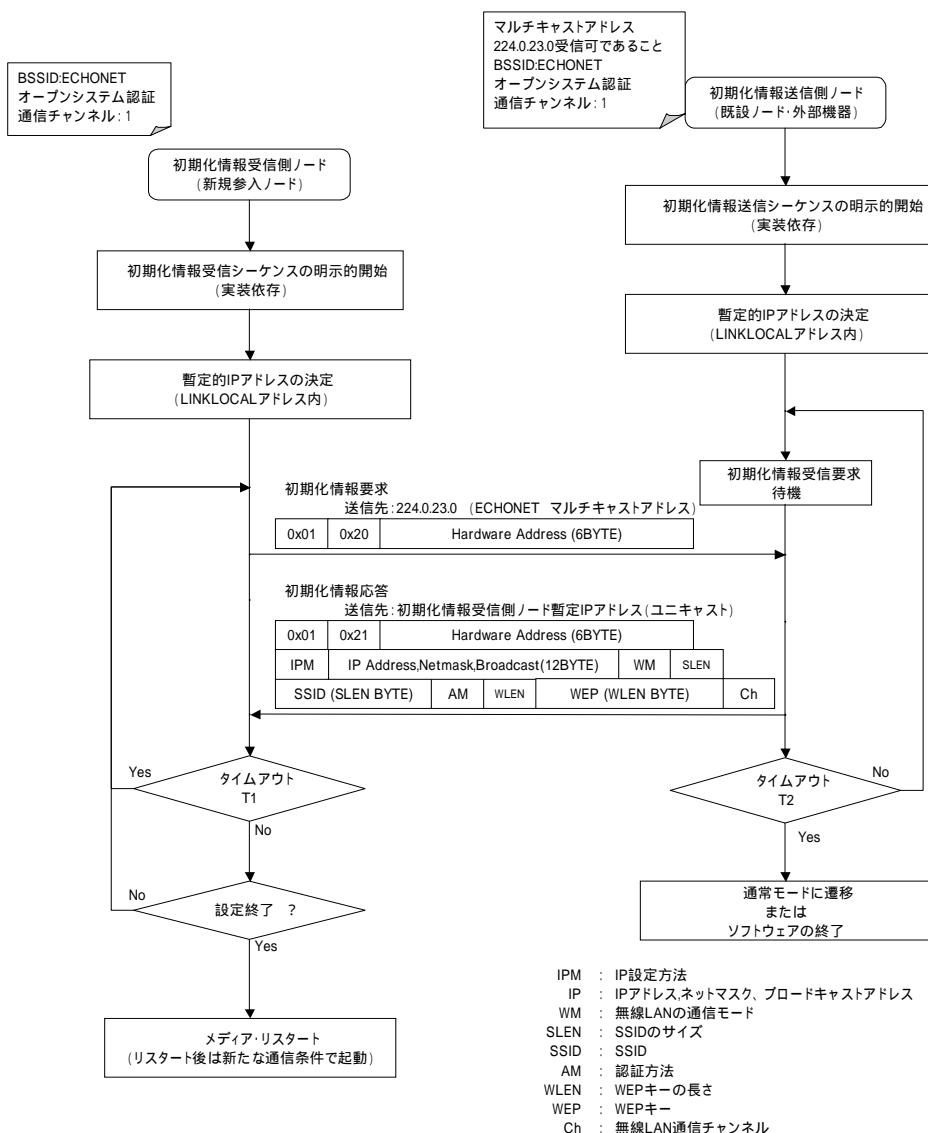 マルチキャストアドレス
224.0.23.0受信可であること
BSSID:ECHONET
オープンシステム認証
通信チャンネル:1
BSSID:ECHONET
オープンシステム認証
通信チャンネル:1
初期化情報送信側ノード
(既設ノード・外部機器)
初期化情報受信側ノード
(新規参入ノード)
初期化情報送信シーケンスの明示的開始
(実装依存)
初期化情報受信シーケンスの明示的開始
(実装依存)
暫定的IPアドレスの決定
(LINKLOCALアドレス内)
暫定的IPアドレスの決定
(LINKLOCALアドレス内)
初期化情報受信要求
待機
初期化情報要求
送信先:224.0.23.0 (ECHONET マルチキャストアドレス)
0x01 0x20 Hardware Address (6BYTE)
初期化情報応答
送信先:初期化情報受信側ノード暫定IPアドレス(ユニキャスト)
0x01 0x21 Hardware Address (6BYTE)
IPM IP Address,Netmask,Broadcast(12BYTE) WM SLEN
SSID (SLEN BYTE) AM WLEN WEP (WLEN BYTE) Ch
Yes
タイムアウト
T1
No
タイムアウト
T2
No
Yes
No
設定終了 ?
Yes
通常モードに遷移
または
ソフトウェアの終了
メディア・リスタート
(リスタート後は新たな通信条件で起動)
IPM : IP設定方法
IP : IPアドレス,ネットマスク、ブロードキャストアドレス
WM : 無線LANの通信モード
SLEN : SSIDのサイズ
SSID : SSID
AM : 認証方法
WLEN : WEPキーの長さ
WEP : WEPキー
Ch : 無線LAN通信チャンネル